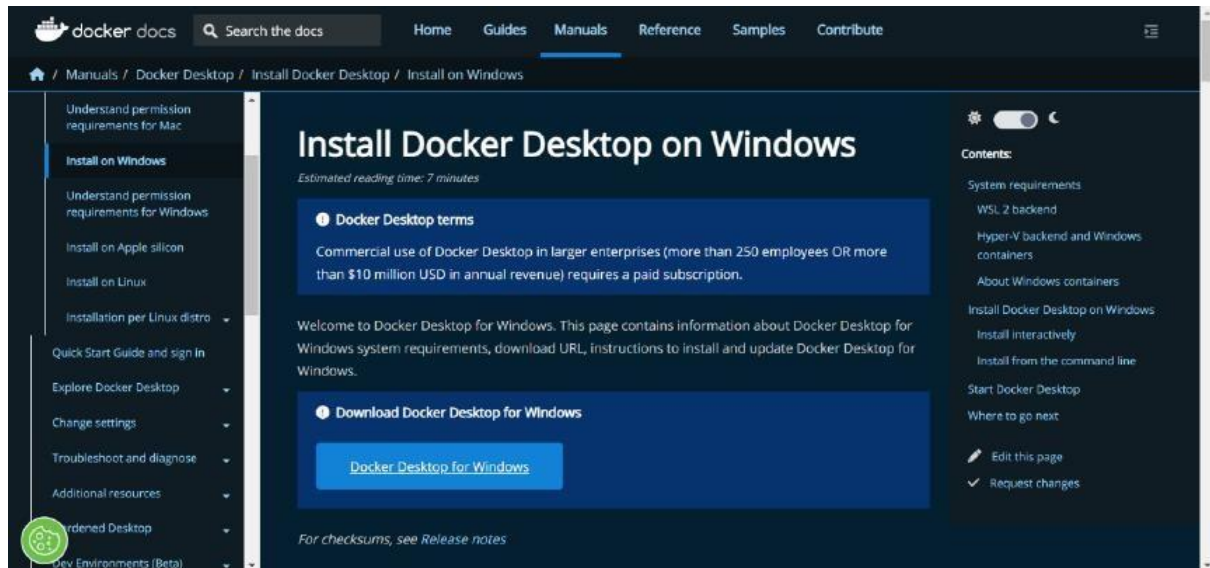 docker docs
Search the docs
Home
Guides
Manuals
Reference
Samples
Contribute
/ Manuals / Docker Desktop / Install Docker Desktop / Install on Windows
Understand permission
requirements for Mac
Install on Windows
Understand permission
requirements for Windows
Install on Apple silicon
Install on Linux
Installation per Linux distro
Quick Start Guide and sign in
Explore Docker Desktop
Change settings
Troubleshoot and diagnose
Additional resources
rdened Desktop
Dev Environments (Beta)
Install Docker Desktop on Windows
Estimated reading time: 7 minutes
Docker Desktop terms
Commercial use of Docker Desktop in larger enterprises (more than 250 employees OR more
than $10 million USD in annual revenue) requires a paid subscription.
Welcome to Docker Desktop for Windows. This page contains information about Docker Desktop for
Windows system requirements, download URL, instructions to install and update Docker Desktop for
Windows.
Download Docker Desktop for Windows
Docker Desktop for Windows
For checksums, see Release notes
Contents:
System requirements
WSL 2 backend
Hyper-V backend and Windows
containers
About Windows containers
Install Docker Desktop on Windows
Install interactively
Install from the command line
Start Docker Desktop
Where to go next
Edit this page
Request changes